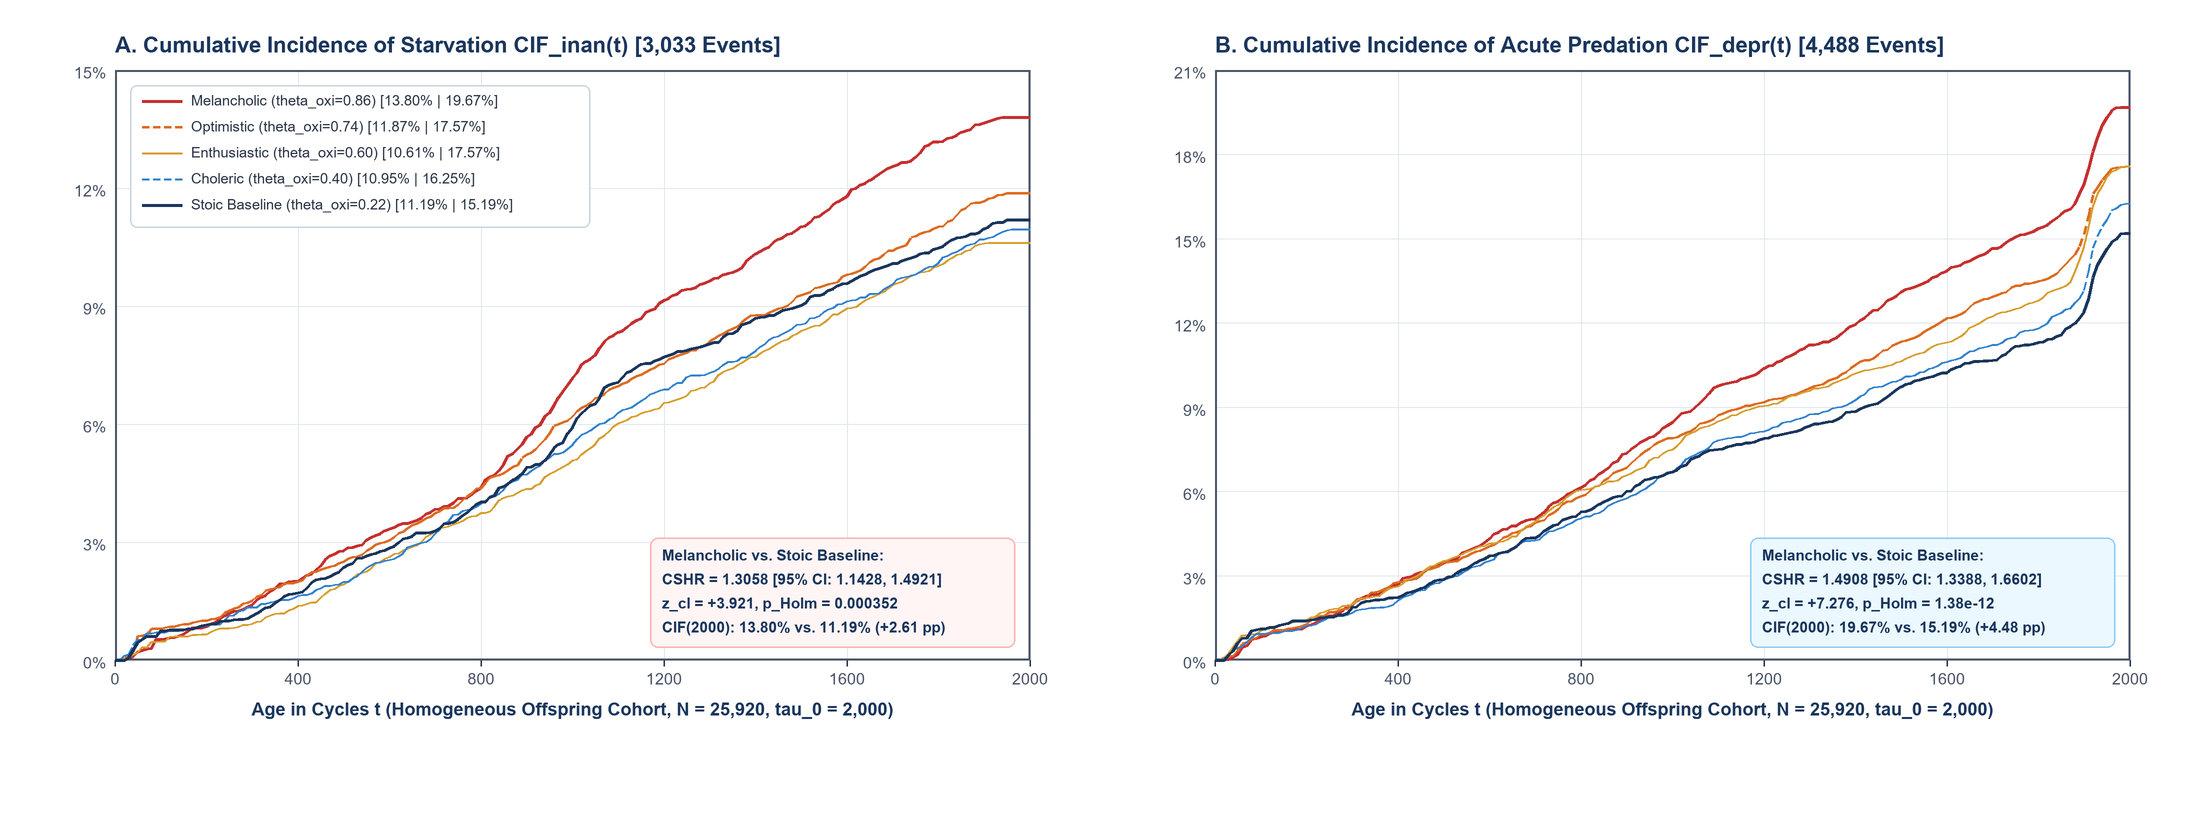 A. Cumulative Incidence of Starvation CIF_inan(t) [3,033 Events]
15%
12%
9%
6%
3%
0%
Melancholic (theta_oxi=0.86) [13.80% | 19.67%]
Optimistic (theta_oxi=0.74) [11.87% | 17.57%]
Enthusiastic (theta_oxi=0.60) [10.61% | 17.57%]
Choleric (theta_oxi=0.40) [10.95% | 16.25%]
Stoic Baseline (theta_oxi=0.22) [11.19% | 15.19%]
Melancholic vs. Stoic Baseline:
CSHR = 1.3058 [95% CI: 1.1428, 1.4921]
z_cl = +3.921, p_Holm = 0.000352
CIF(2000): 13.80% vs. 11.19% (+2.61 pp)
0 400 800 1200 1600 2000
Age in Cycles t (Homogeneous Offspring Cohort, N = 25,920, tau_0 = 2,000)
B. Cumulative Incidence of Acute Predation CIF_depr(t) [4,488 Events]
21%
18%
15%
12%
9%
6%
3%
0%
Melancholic vs. Stoic Baseline:
CSHR = 1.4908 [95% CI: 1.3388, 1.6602]
z_cl = +7.276, p_Holm = 1.38e-12
CIF(2000): 19.67% vs. 15.19% (+4.48 pp)
0 400 800 1200 1600 2000
Age in Cycles t (Homogeneous Offspring Cohort, N = 25,920, tau_0 = 2,000)